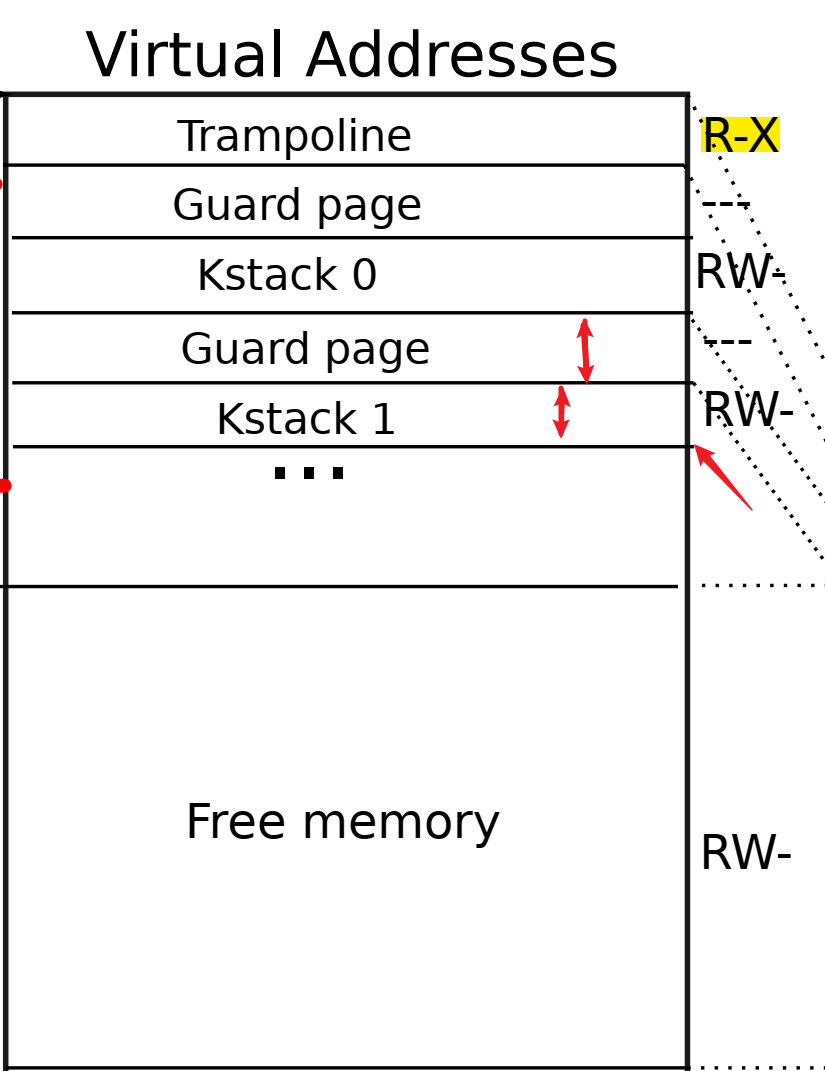 Virtual Addresses
Trampoline R-X
Guard page ---
Kstack 0 RW-
Guard page ---
Kstack 1 RW-
...
Free memory RW-